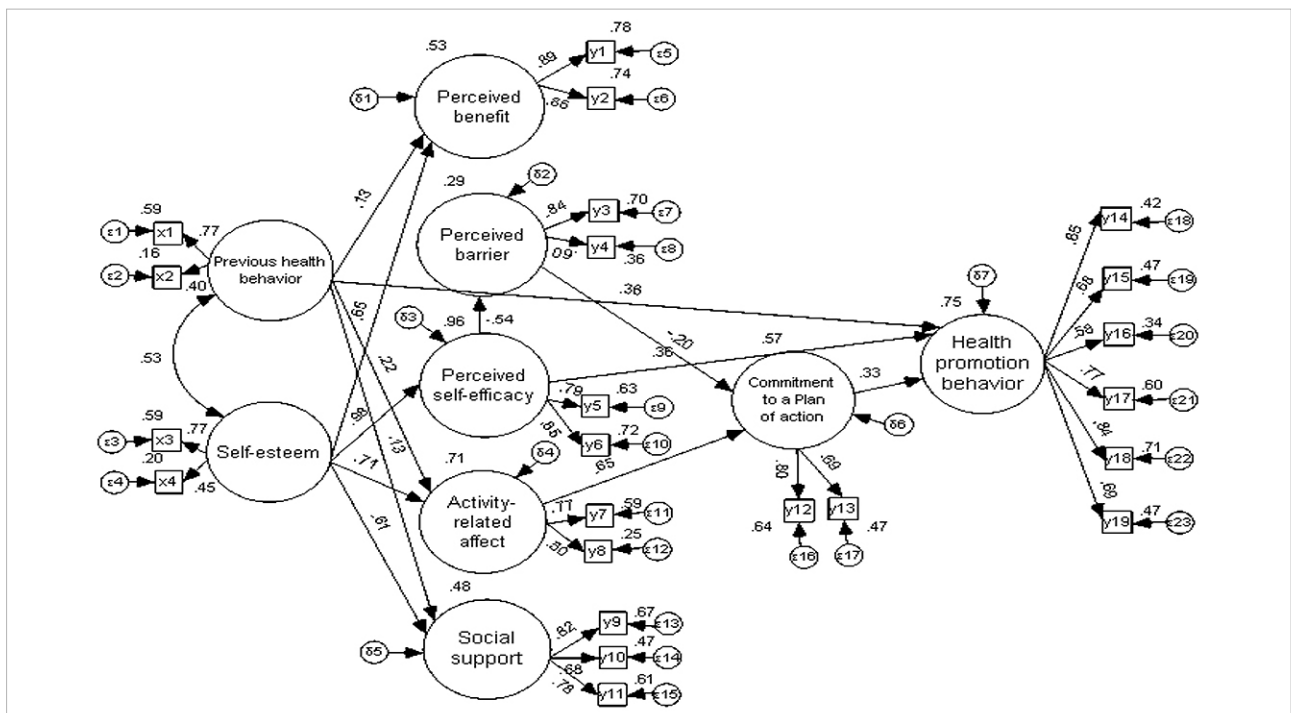 .78
.53
.89
y1
ε5
.74
δ1
Perceived
benefit
y2
ε6
.13
.29
δ2
.70
.84
y3
ε7
.59
ε1
x1
.77
Perceived
barrier
y4
ε8
.60
.36
.16
Previous health
behavior
ε2
x2
.40
.65
.36
δ3
.96
-.54
-.20
.57
.36
.53
.22
Perceived
self-efficacy
.79
.63
y5
ε9
.72
.85
y6
ε10
Commitment
to a Plan
of action
.33
δ6
δ7
.75
Health
promotion
behavior
.59
ε3
x3
.77
.20
Self-esteem
ε4
x4
.45
.13
.71
δ4
.65
.71
Activity-
related
affect
.77
.59
y7
ε11
.25
y8
ε12
.80
.69
y12
y13
.64
.47
ε16
ε17
.61
.48
δ5
Social
support
.82
.67
y9
ε13
.47
y10
ε14
.68
.61
.78
y11
ε15
.42
y14
ε18
.47
.68
y15
ε19
.34
y16
ε20
.77
.60
y17
ε21
.84
.71
y18
ε22
.69
.47
y19
ε23